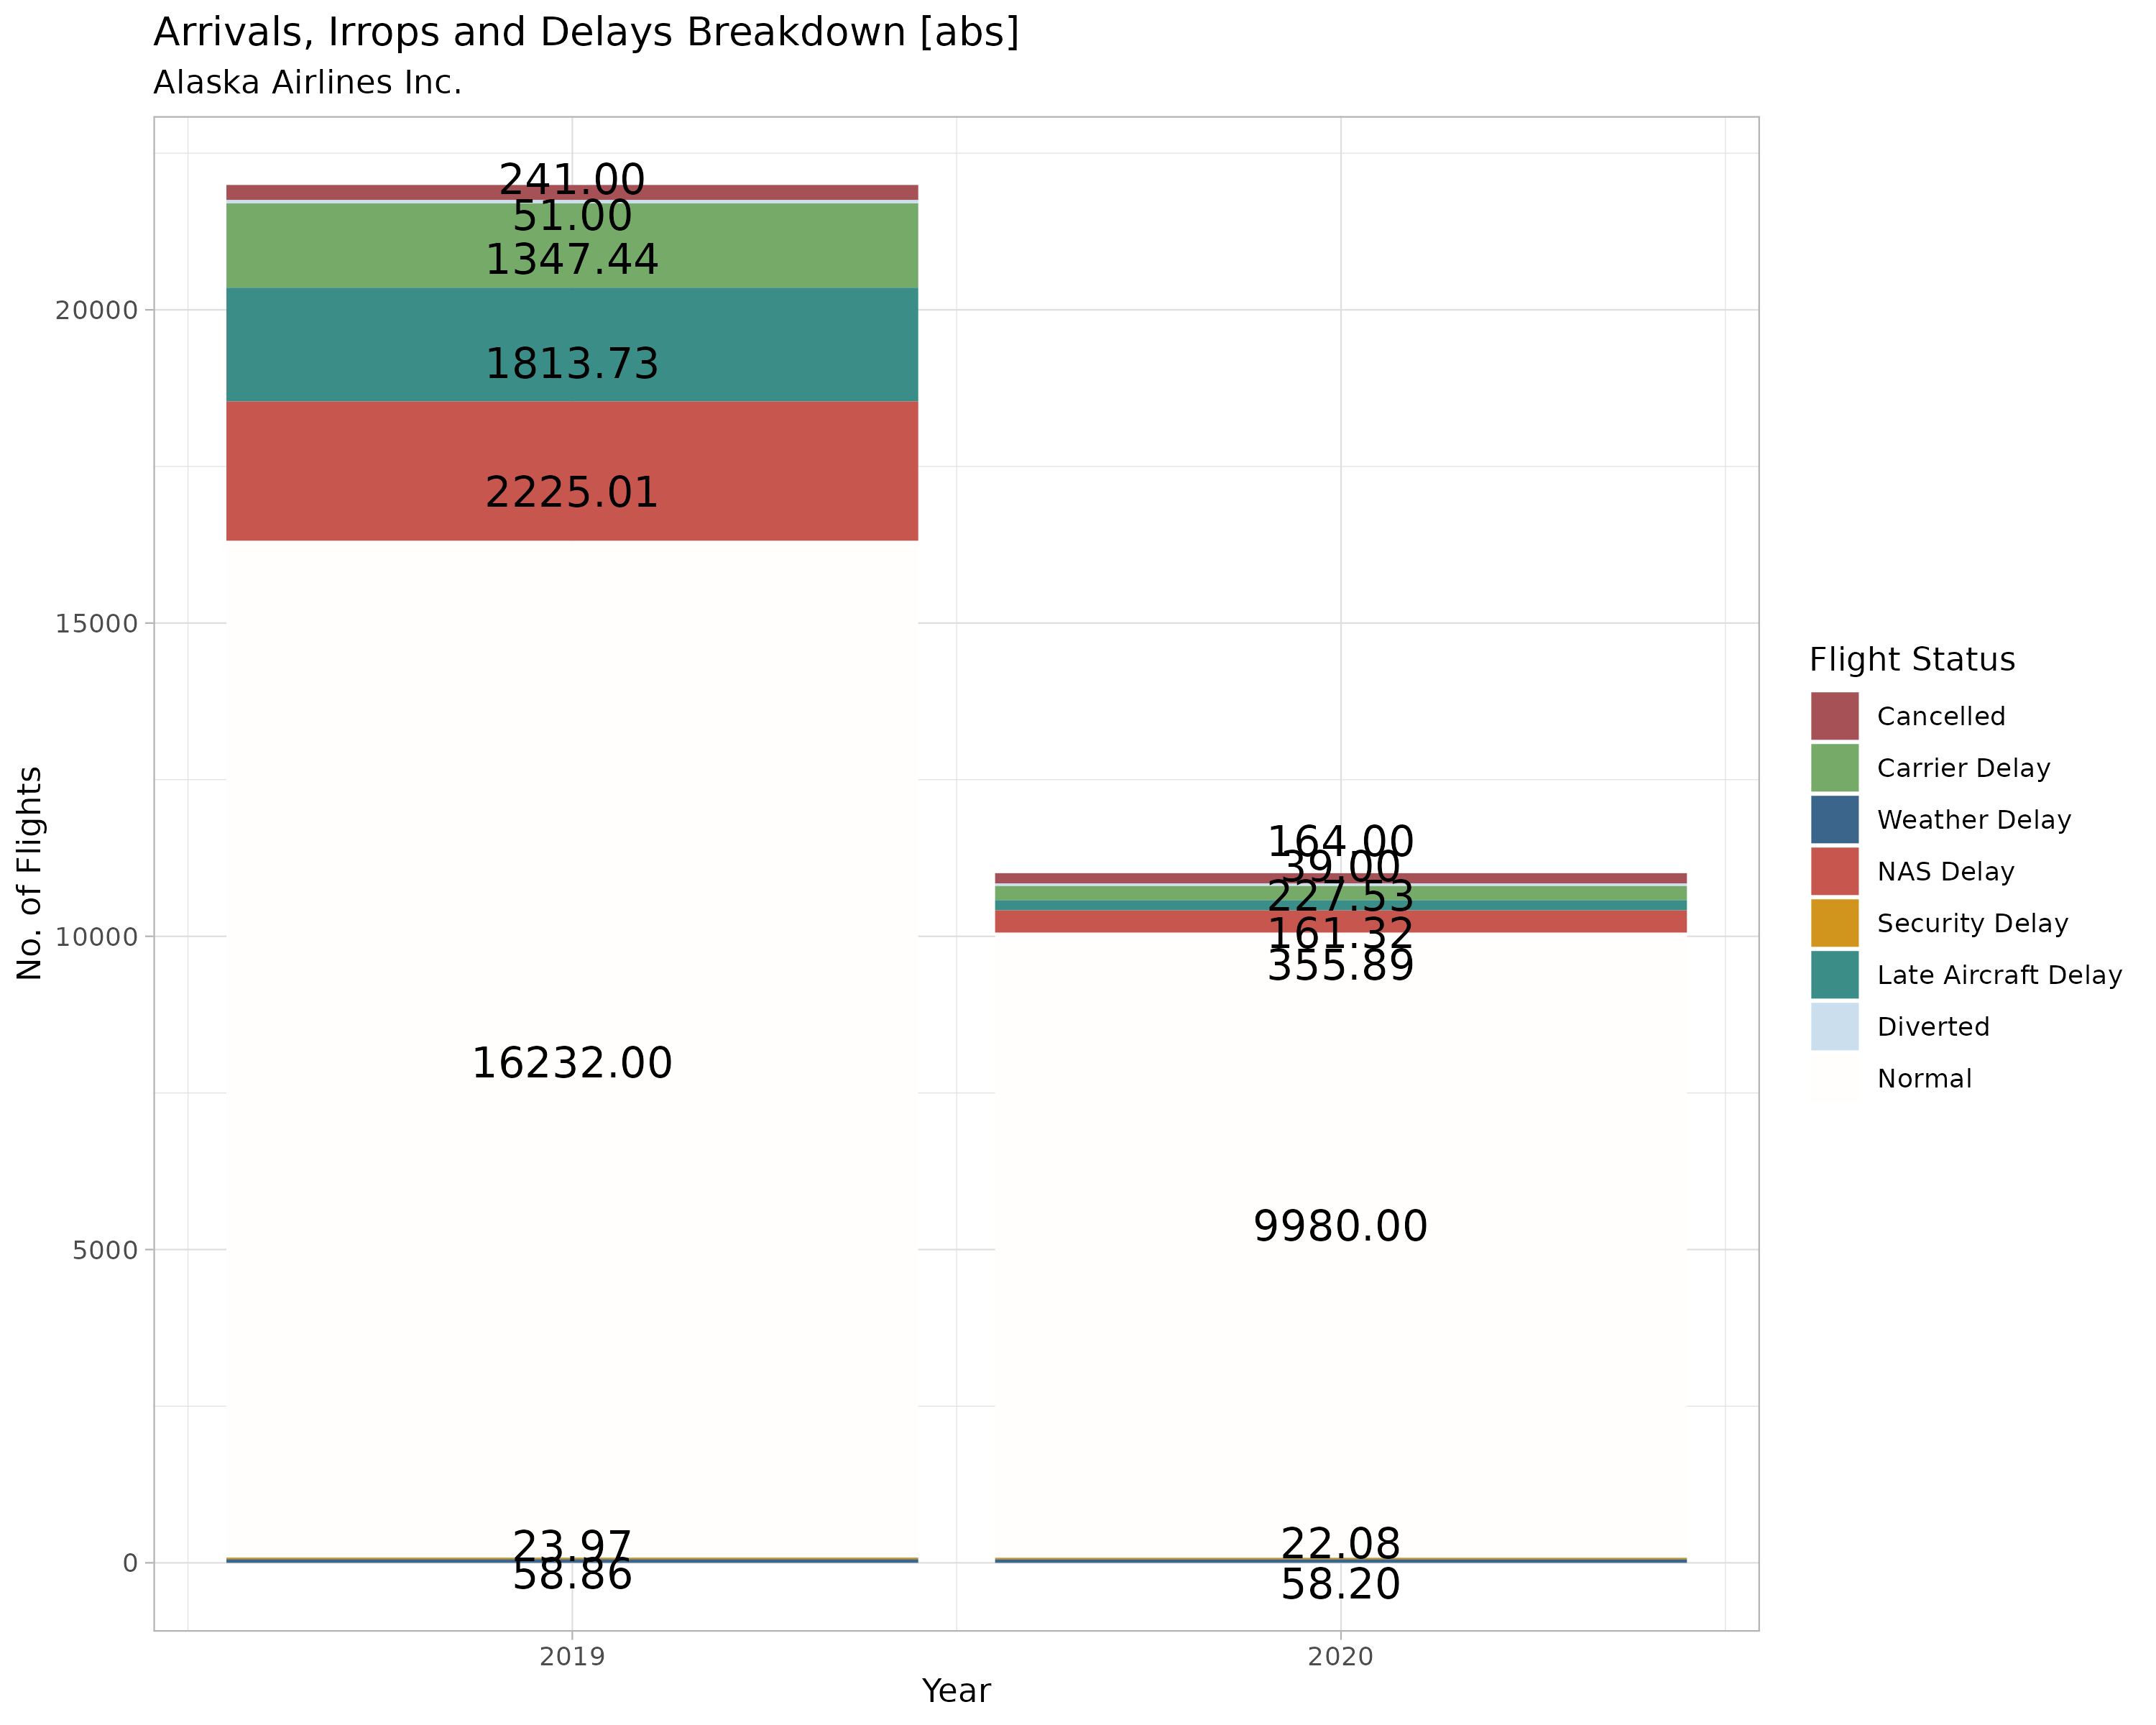 Arrivals, Irrops and Delays Breakdown [abs]
Alaska Airlines Inc.
241.00
51.00
1347.44
20000
1813.73
2225.01
15000
Flight Status
Cancelled
Carrier Delay
Weather Delay
NAS Delay
Security Delay
Late Aircraft Delay
Diverted
Normal
No. of Flights
164.00
39.00
227.53
10000
161.32
355.89
16232.00
9980.00
5000
23.97
22.08
0
58.86
58.20
2019
2020
Year